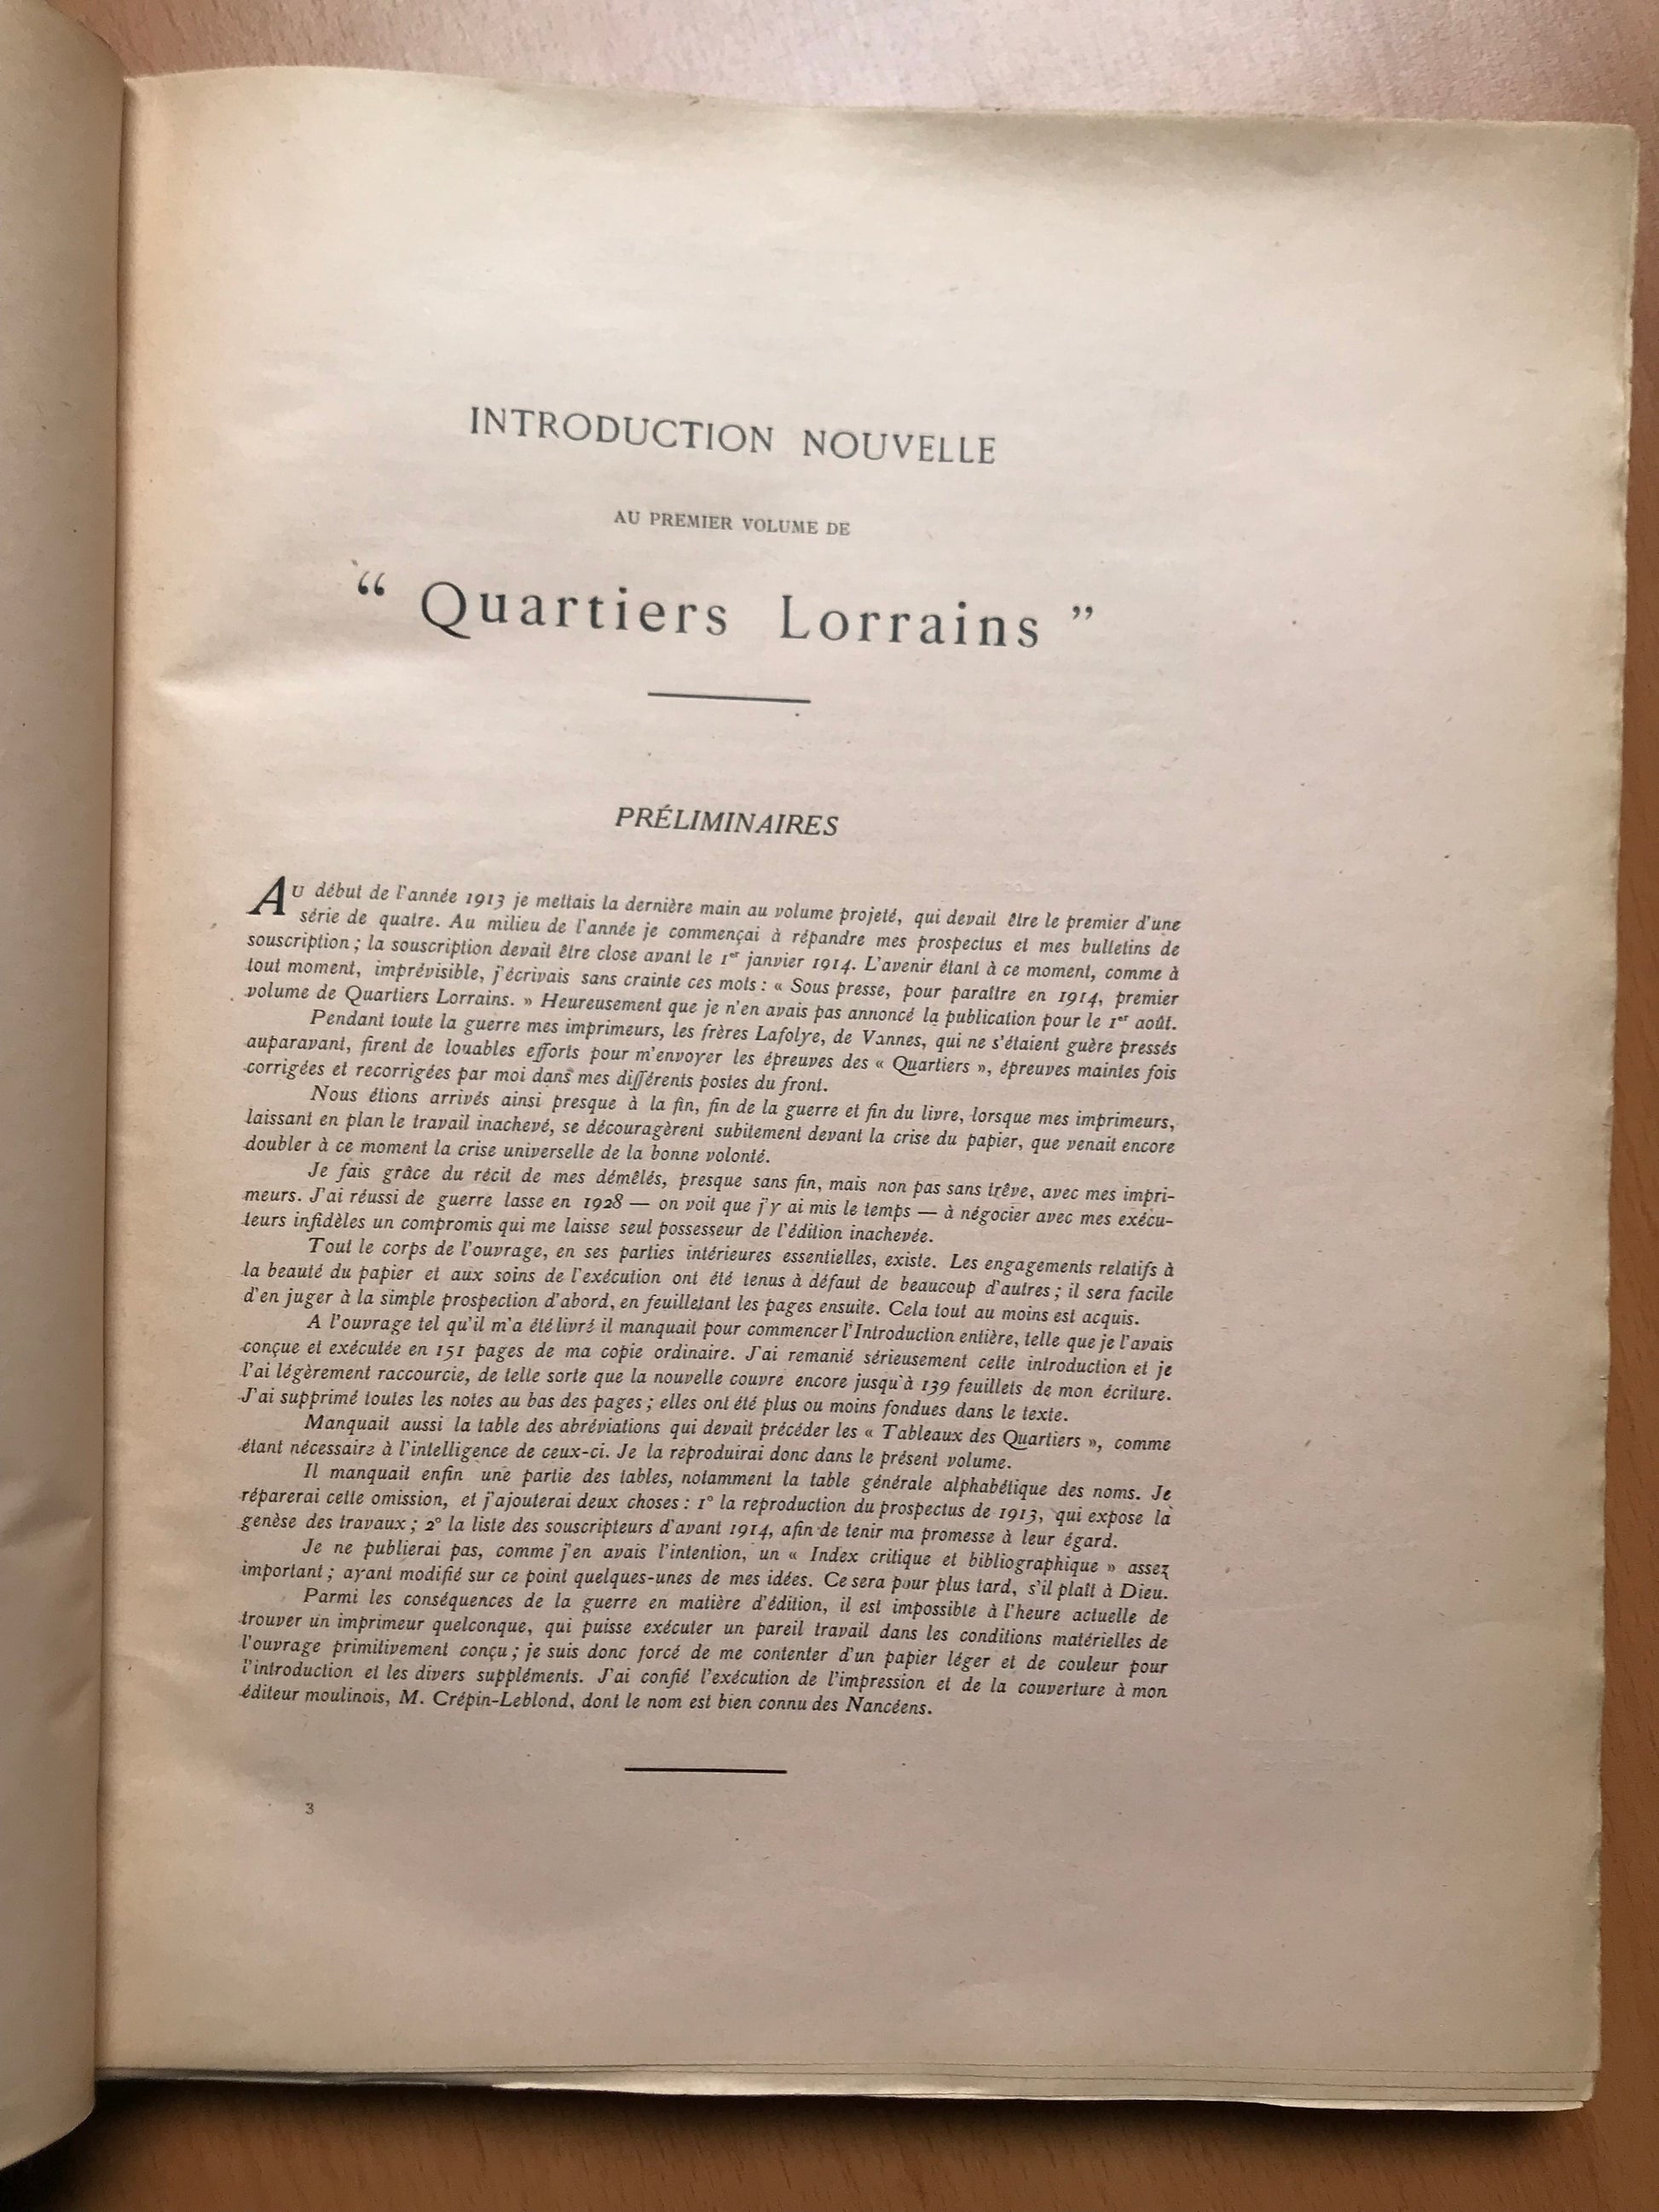 INTRODUCTION NOUVELLE
AU PREMIER VOLUME DE
“ Quartiers Lorrains ”
PRÉLIMINAIRES
AU début de l'année 1913 je mettais la dernière main au volume projeté, qui devait être le premier d'une
série de quatre. Au milieu de l'année je commençai à répandre mes prospectus et mes bulletins de
souscription ; la souscription devait être close avant le 1er janvier 1914. L'avenir étant à ce moment, comme à
tout moment, imprévisible, j'écrivais sans crainte ces mots : « Sous presse, pour paraître en 1914, premier
volume de Quartiers Lorrains. » Heureusement que je n'en avais pas annoncé la publication pour le 1er août.
Pendant toute la guerre mes imprimeurs, les frères Lafolye, de Vannes, qui ne s'étaient guère pressés
auparavant, firent de louables efforts pour m'envoyer les épreuves des « Quartiers », épreuves maintes fois
corrigées et recorrigées par moi dans mes différents postes du front.
Nous étions arrivés ainsi presque à la fin, fin de la guerre et fin du livre, lorsque mes imprimeurs,
laissant en plan le travail inachevé, se découragèrent subitement devant la crise du papier, que venait encore
doubler à ce moment la crise universelle de la bonne volonté.
Je fais grâce du récit de mes démêlés, presque sans fin, mais non pas sans trêve, avec mes impri-
meurs. J'ai réussi de guerre lasse en 1928 — on voit que j'y ai mis le temps — à négocier avec mes exécu-
teurs infidèles un compromis qui me laisse seul possesseur de l'édition inachevée.
Tout le corps de l'ouvrage, en ses parties intérieures essentielles, existe. Les engagements relatifs à
la beauté du papier et aux soins de l'exécution ont été tenus à défaut de beaucoup d'autres ; il sera facile
d'en juger à la simple prospection d'abord, en feuilletant les pages ensuite. Cela tout au moins est acquis.
A l'ouvrage tel qu'il m'a été livré il manquait pour commencer l'Introduction entière, telle que je l'avais
conçue et exécutée en 151 pages de ma copie ordinaire. J'ai remanié sérieusement cette introduction et je
l'ai légèrement raccourcie, de telle sorte que la nouvelle couvre encore jusqu'à 139 feuillets de mon écriture.
J'ai supprimé toutes les notes au bas des pages ; elles ont été plus ou moins fondues dans le texte.
Manquait aussi la table des abréviations qui devait précéder les « Tableaux des Quartiers », comme
étant nécessaire à l'intelligence de ceux-ci. Je la reproduirai donc dans le présent volume.
Il manquait enfin une partie des tables, notamment la table générale alphabétique des noms. Je
réparerai cette omission, et j'ajouterai deux choses : 1° la reproduction du prospectus de 1913, qui expose la
genèse des travaux ; 2° la liste des souscripteurs d'avant 1914, afin de tenir ma promesse à leur égard.
Je ne publierai pas, comme j'en avais l'intention, un « Index critique et bibliographique » assez
important ; ayant modifié sur ce point quelques-unes de mes idées. Ce sera pour plus tard, s'il plaît à Dieu.
Parmi les conséquences de la guerre en matière d'édition, il est impossible à l'heure actuelle de
trouver un imprimeur quelconque, qui puisse exécuter un pareil travail dans les conditions matérielles de
l'ouvrage primitivement conçu ; je suis donc forcé de me contenter d'un papier léger et de couleur pour
l'introduction et les divers suppléments. J'ai confié l'exécution de l'impression et de la couverture à mon
éditeur moulinois, M. Crépin-Leblond, dont le nom est bien connu des Nancéens.
3